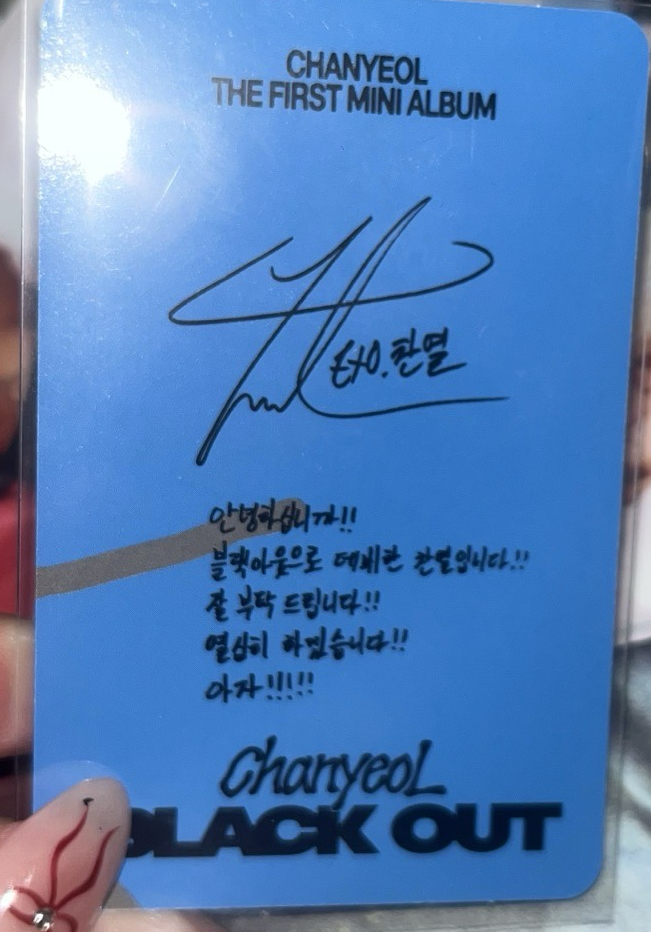 CHANYEOL
THE FIRST MINI ALBUM
EXO. 찬열
안녕하십니까!!
블랙아웃으로 데뷔한 찬열입니다!!
잘 부탁 드립니다!!
열심히 하겠습니다!!
아자!!!!!
ChanyeoL
BLACK OUT